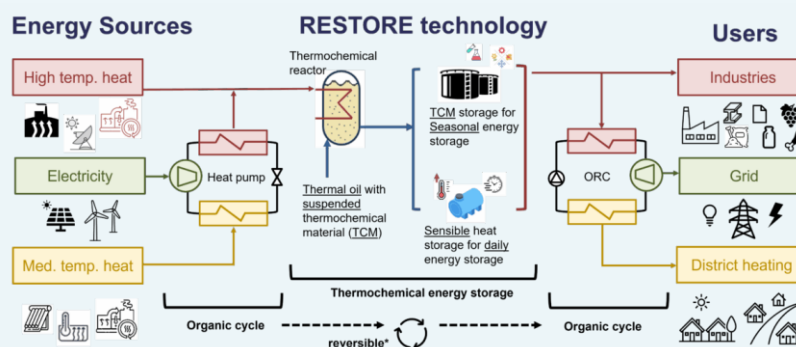 Energy Sources
RESTORE technology
Users
High temp. heat
Electricity
Med. temp. heat
Heat pump
Organic cycle
Thermochemical
reactor
Thermal oil with
suspended
thermochemical
material (TCM)
TCM storage for
Seasonal energy
storage
Sensible heat
storage for daily
energy storage
Thermochemical energy storage
reversible*
ORC
Organic cycle
Industries
Grid
District heating